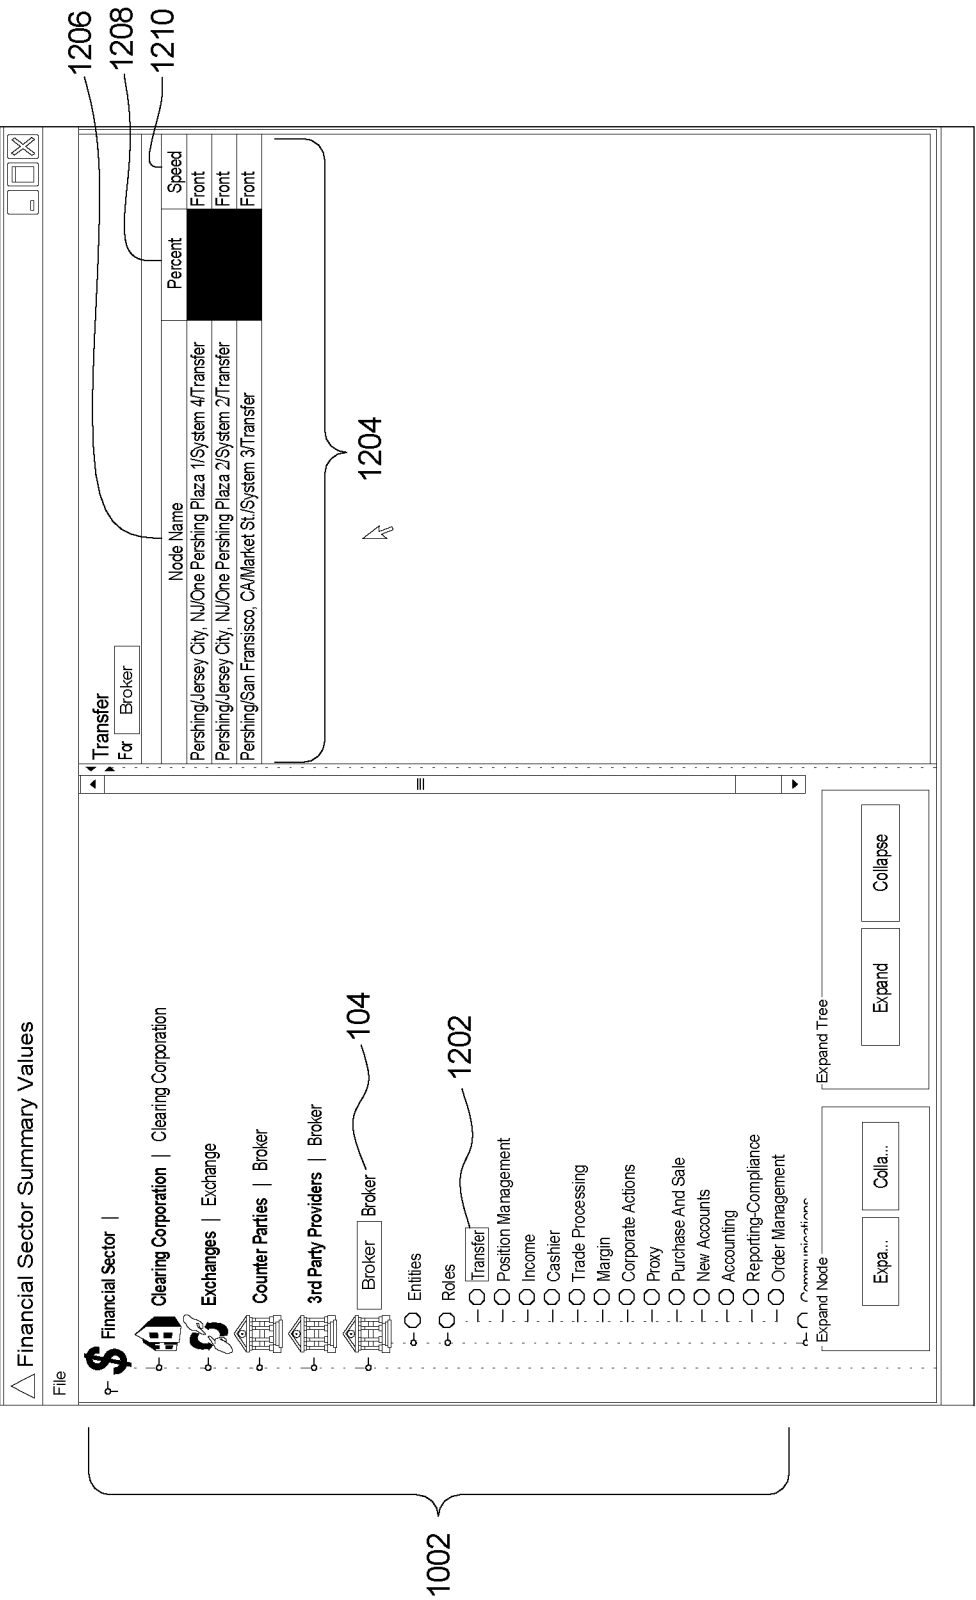 Financial Sector Summary Values
File
$ Financial Sector |
Clearing Corporation | Clearing Corporation
Exchanges | Exchange
Counter Parties | Broker
3rd Party Providers | Broker
Broker Broker
104
Entities
Roles
Transfer
1202
Position Management
Income
Cashier
Trade Processing
Margin
Corporate Actions
Proxy
Purchase And Sale
New Accounts
Accounting
Reporting-Compliance
Order Management
Communications
Expand Node
Expa... Colla...
Expand Tree
Expand Collapse
Transfer
For Broker
Node Name Percent Speed
Pershing/Jersey City, NJ/One Pershing Plaza 1/System 4/Transfer Front
Pershing/Jersey City, NJ/One Pershing Plaza 2/System 2/Transfer Front
Pershing/San Fransisco, CA/Market St./System 3/Transfer Front
1204
1206
1208
1210
1002